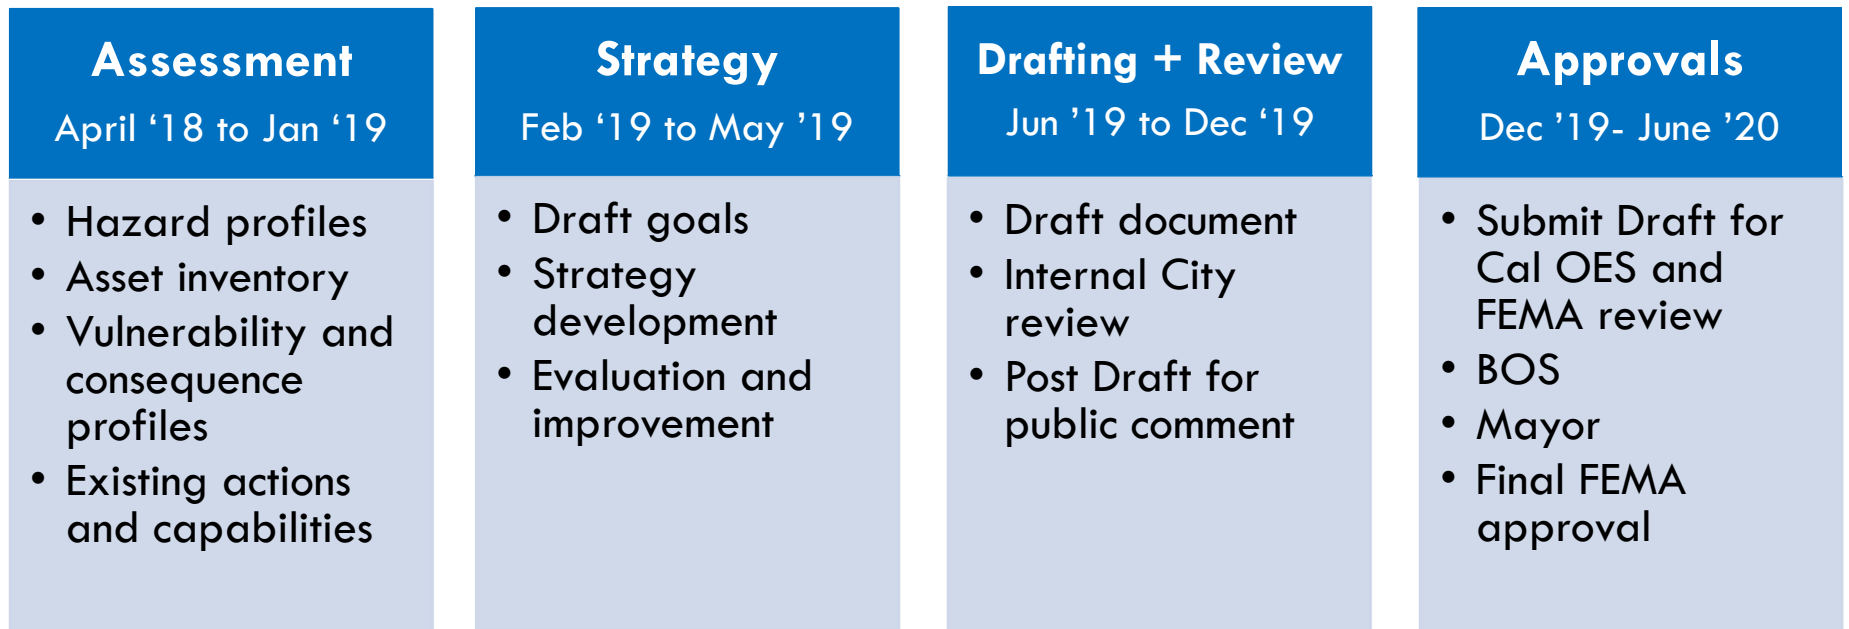 Assessment
April ‘18 to Jan ‘19
• Hazard profiles
• Asset inventory
• Vulnerability and
consequence
profiles
• Existing actions
and capabilities
Strategy
Feb ‘19 to May ’19
• Draft goals
• Strategy
development
• Evaluation and
improvement
Drafting + Review
Jun ’19 to Dec ‘19
• Draft document
• Internal City
review
• Post Draft for
public comment
Approvals
Dec ’19- June ’20
• Submit Draft for
Cal OES and
FEMA review
• BOS
• Mayor
• Final FEMA
approval